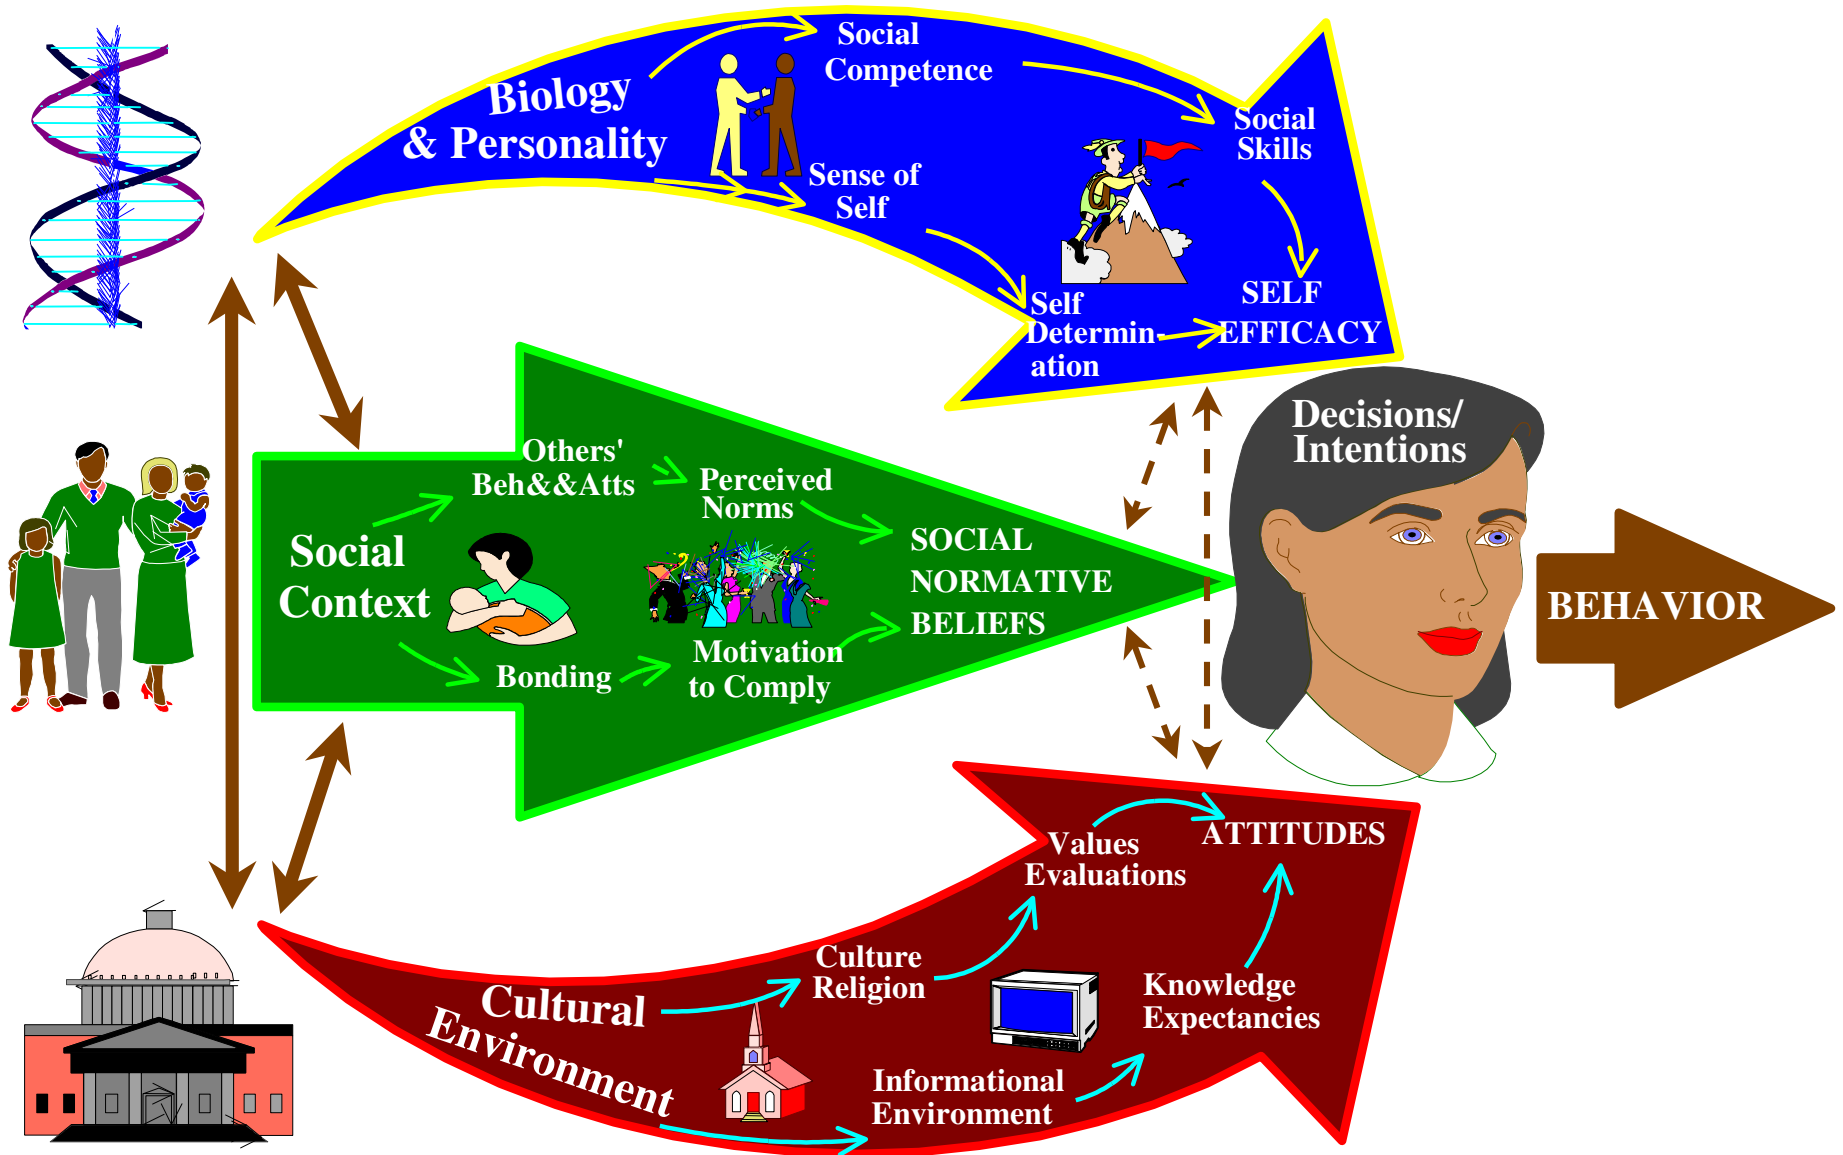 Biology
& Personality
Social
Competence
Sense of
Self
Social
Skills
Self
Determin-
ation
SELF
EFFICACY
Social
Context
Others'
Beh&&Atts
Perceived
Norms
Bonding
Motivation
to Comply
SOCIAL
NORMATIVE
BELIEFS
Decisions/
Intentions
BEHAVIOR
Cultural
Environment
Culture
Religion
Values
Evaluations
ATTITUDES
Informational
Environment
Knowledge
Expectancies